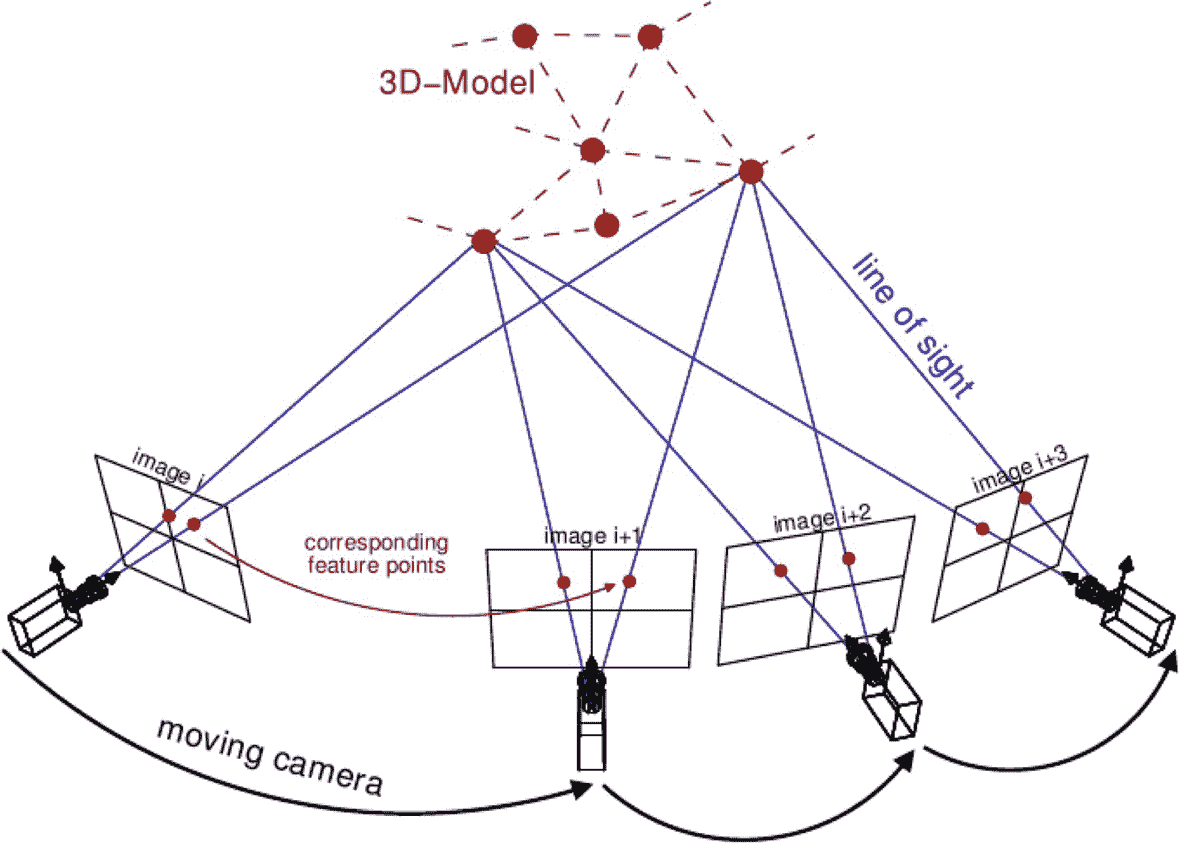 3D–Model
line of sight
image i
image i+1
image i+2
image i+3
corresponding
feature points
moving camera